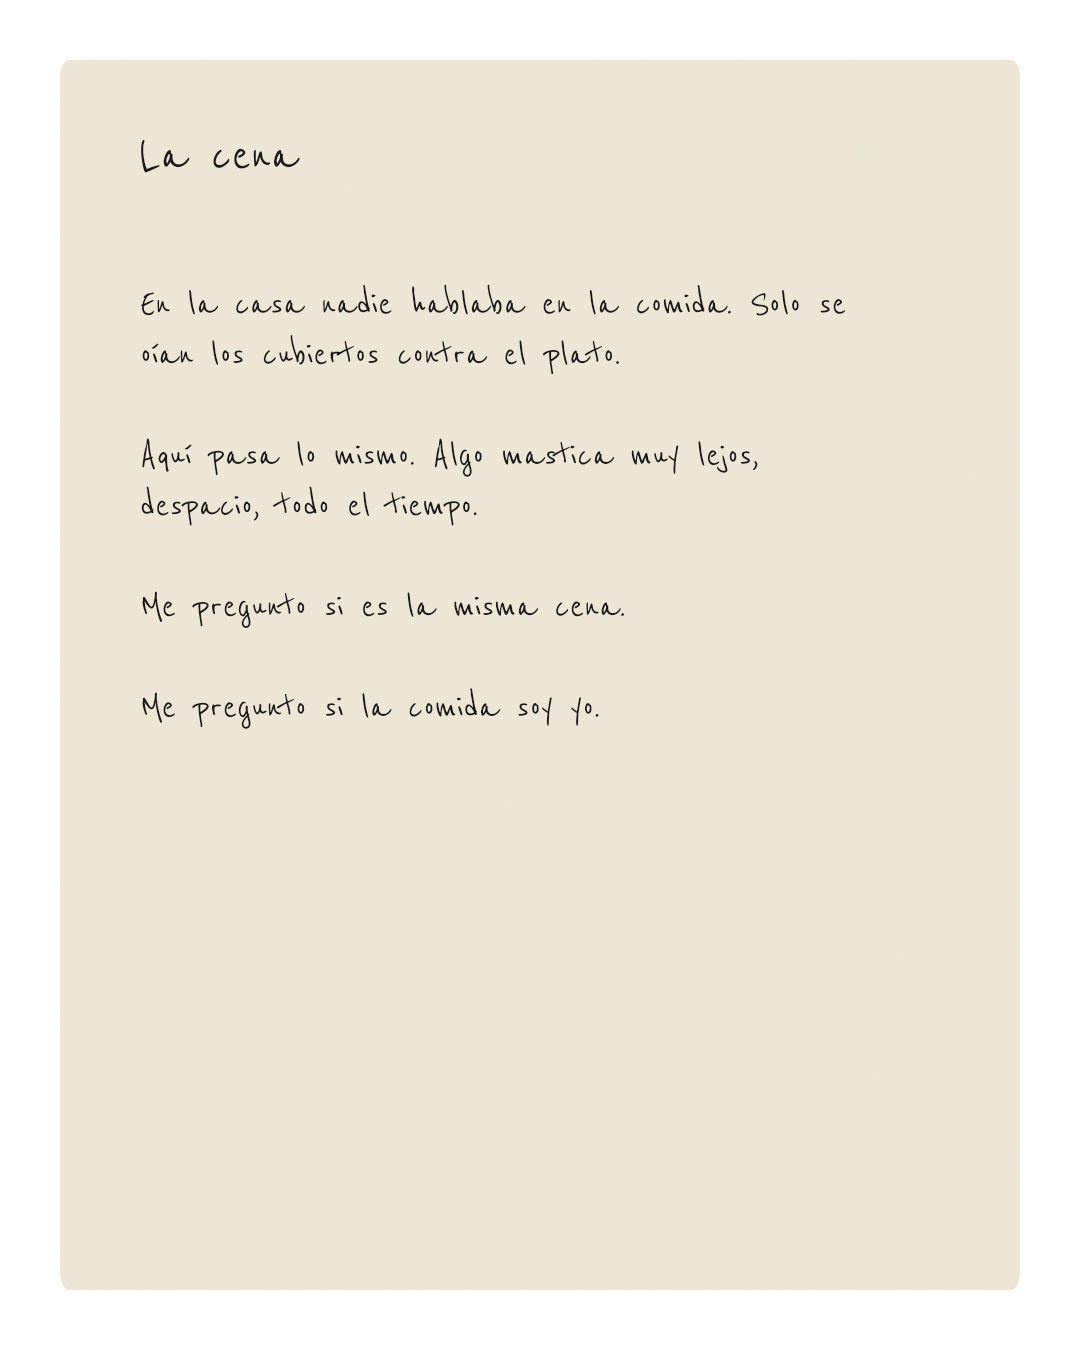 La cena
En la casa nadie hablaba en la comida. Solo se
oían los cubiertos contra el plato.
Aquí pasa lo mismo. Algo mastica muy lejos,
despacio, todo el tiempo.
Me pregunto si es la misma cena.
Me pregunto si la comida soy yo.